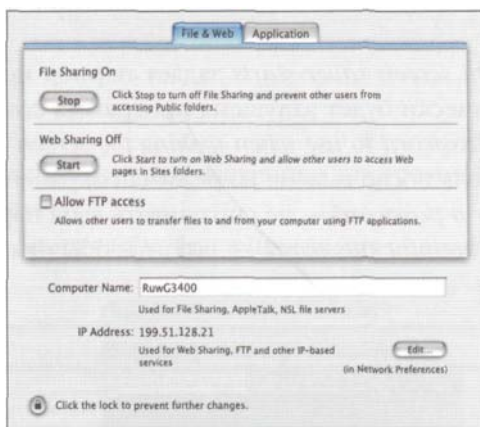 File & Web Application
File Sharing On
Stop Click Stop to turn off File Sharing and prevent other users from
accessing Public folders.
Web Sharing Off
Start Click Start to turn on Web Sharing and allow other users to access Web
pages in Sites folders.
Allow FTP access
Allows other users to transfer files to and from your computer using FTP applications.
Computer Name: RuwG3400
Used for File Sharing, AppleTalk, NSL file servers
IP Address: 199.51.128.21
Used for Web Sharing, FTP and other IP-based
services
Edit...
(in Network Preferences)
Click the lock to prevent further changes.